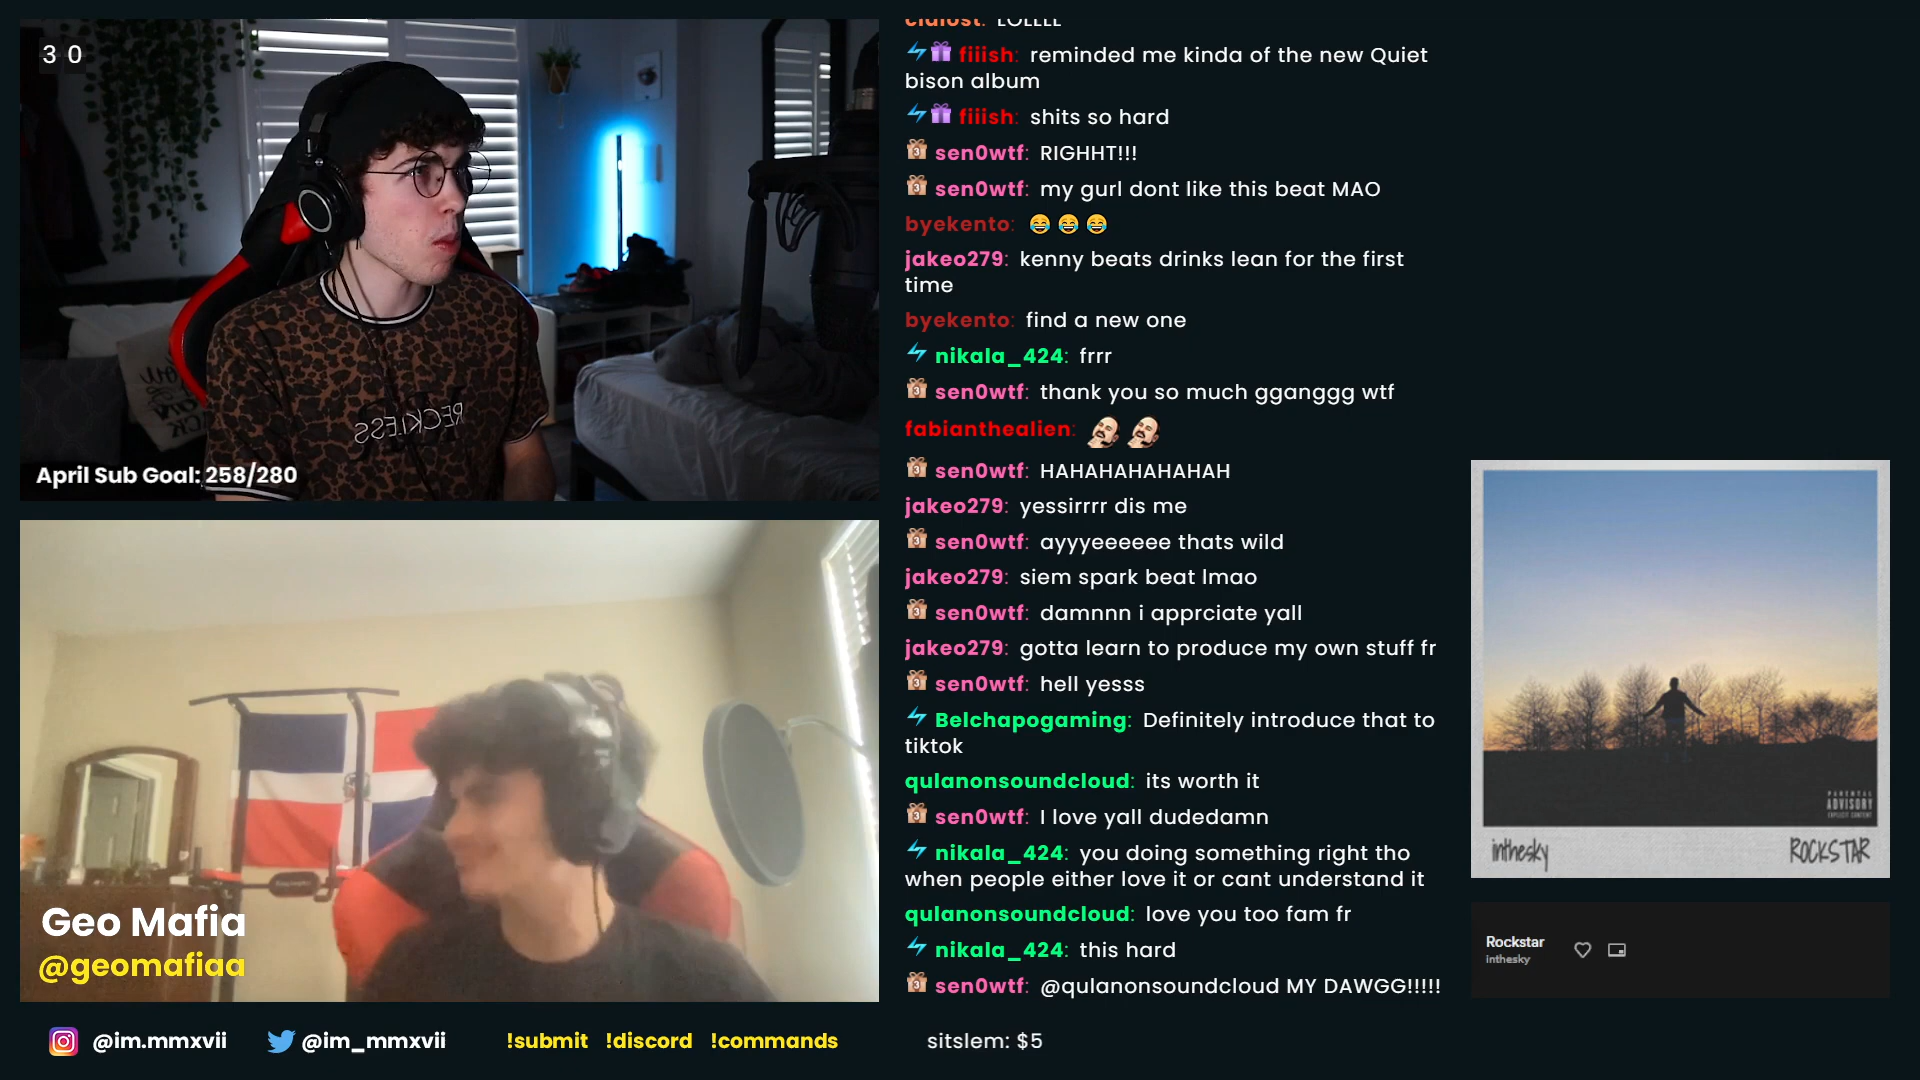 3 0
RECKLESS
April Sub Goal: 258/280
Geo Mafia
@geomafiaa
@im.mmxvii
@im_mmxvii
!submit !discord !commands
LOLLLL
fiiish: reminded me kinda of the new Quiet
bison album
fiiish: shits so hard
sen0wtf: RIGHHT!!!
sen0wtf: my gurl dont like this beat MAO
byekento: 😂 😂 😂
jakeo279: kenny beats drinks lean for the first
time
byekento: find a new one
nikala_424: frrr
sen0wtf: thank you so much gganggg wtf
fabianthealien:
sen0wtf: HAHAHAHAHAHAH
jakeo279: yessirrrr dis me
sen0wtf: ayyyeeeeee thats wild
jakeo279: siem spark beat lmao
sen0wtf: damnnn i apprciate yall
jakeo279: gotta learn to produce my own stuff fr
sen0wtf: hell yesss
Belchapogaming: Definitely introduce that to
tiktok
qulanonsoundcloud: its worth it
sen0wtf: I love yall dudedamn
nikala_424: you doing something right tho
when people either love it or cant understand it
qulanonsoundcloud: love you too fam fr
nikala_424: this hard
sen0wtf: @qulanonsoundcloud MY DAWGG!!!!!
sitslem: $5
PARENTAL
ADVISORY
EXPLICIT CONTENT
inthesky
ROCKSTAR
Rockstar
inthesky